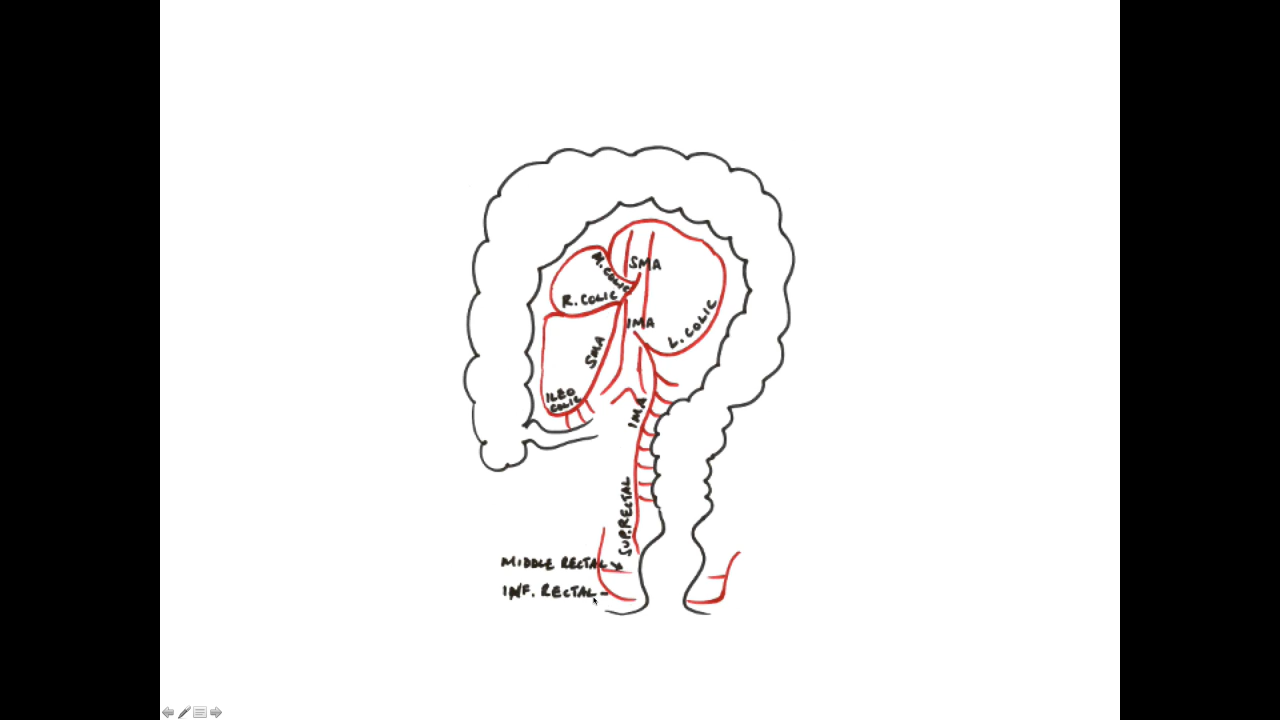 SMA
M. COLIC
R. COLIC
IMA
L. COLIC
SMA
ILEO
COLIC
IMA
SUP. RECTAL
MIDDLE RECTAL
INF. RECTAL